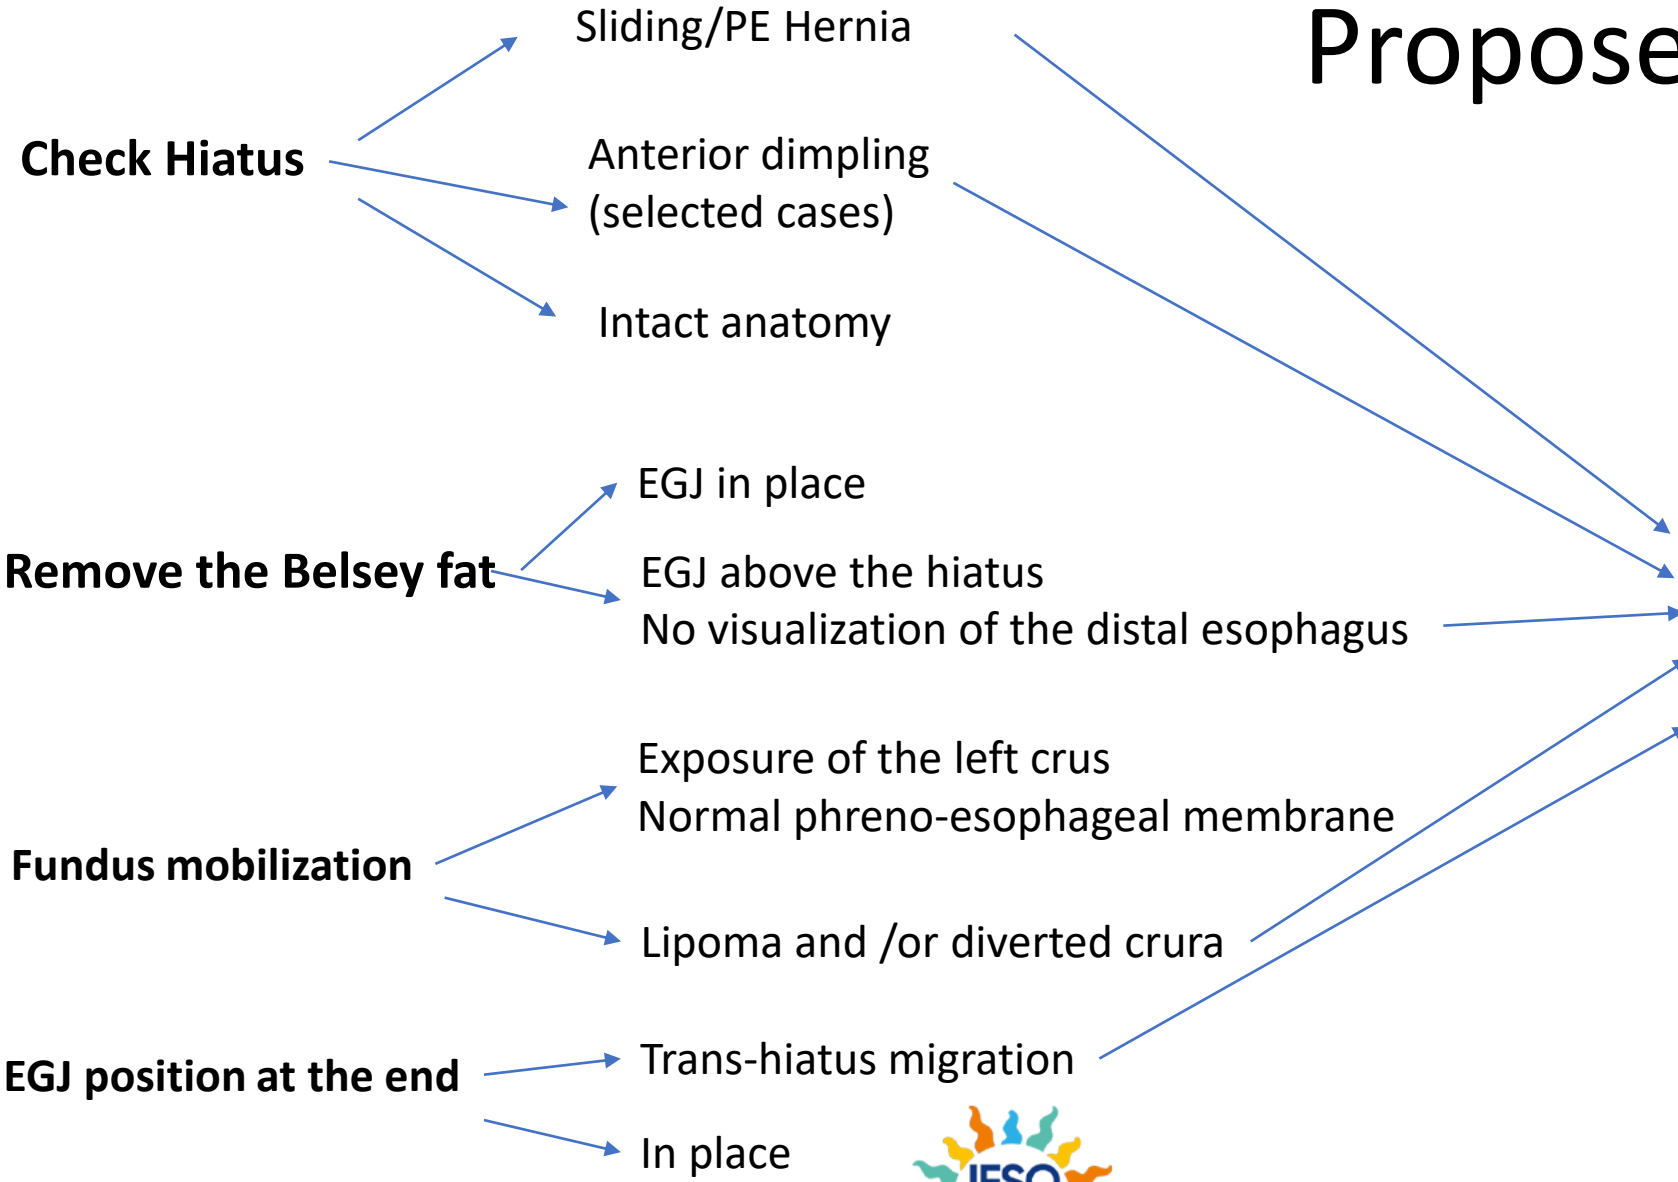 Propose
Sliding/PE Hernia
Check Hiatus
Anterior dimpling
(selected cases)
Intact anatomy
EGJ in place
Remove the Belsey fat
EGJ above the hiatus
No visualization of the distal esophagus
Exposure of the left crus
Normal phreno-esophageal membrane
Fundus mobilization
Lipoma and /or diverted crura
Trans-hiatus migration
EGJ position at the end
In place
IFSO